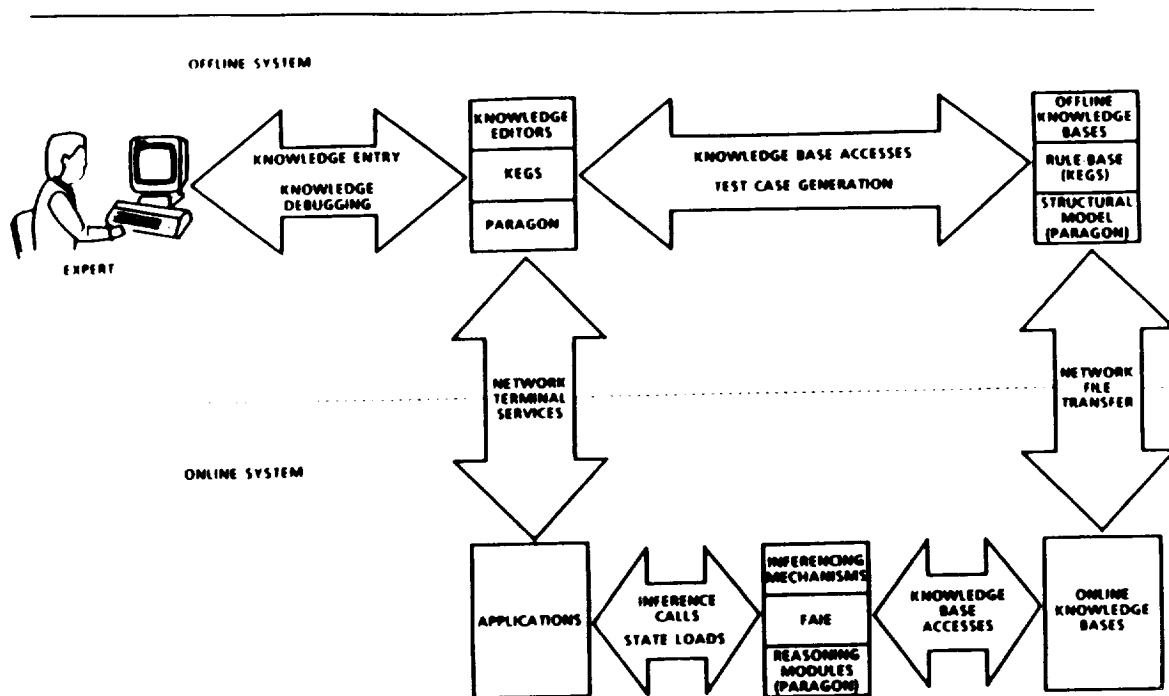 OFFLINE SYSTEM
EXPERT
KNOWLEDGE ENTRY
KNOWLEDGE
DEBUGGING
KNOWLEDGE
EDITORS
KEGS
PARAGON
KNOWLEDGE BASE ACCESSES
TEST CASE GENERATION
OFFLINE
KNOWLEDGE
BASES
RULE-BASE
(KEGS)
STRUCTURAL
MODEL
(PARAGON)
NETWORK
TERMINAL
SERVICES
NETWORK
FILE
TRANSFER
ONLINE SYSTEM
APPLICATIONS
INFERENCE
CALLS
STATE LOADS
INFERENCING
MECHANISMS
FAIE
REASONING
MODULES
(PARAGON)
KNOWLEDGE
BASE
ACCESSES
ONLINE
KNOWLEDGE
BASES